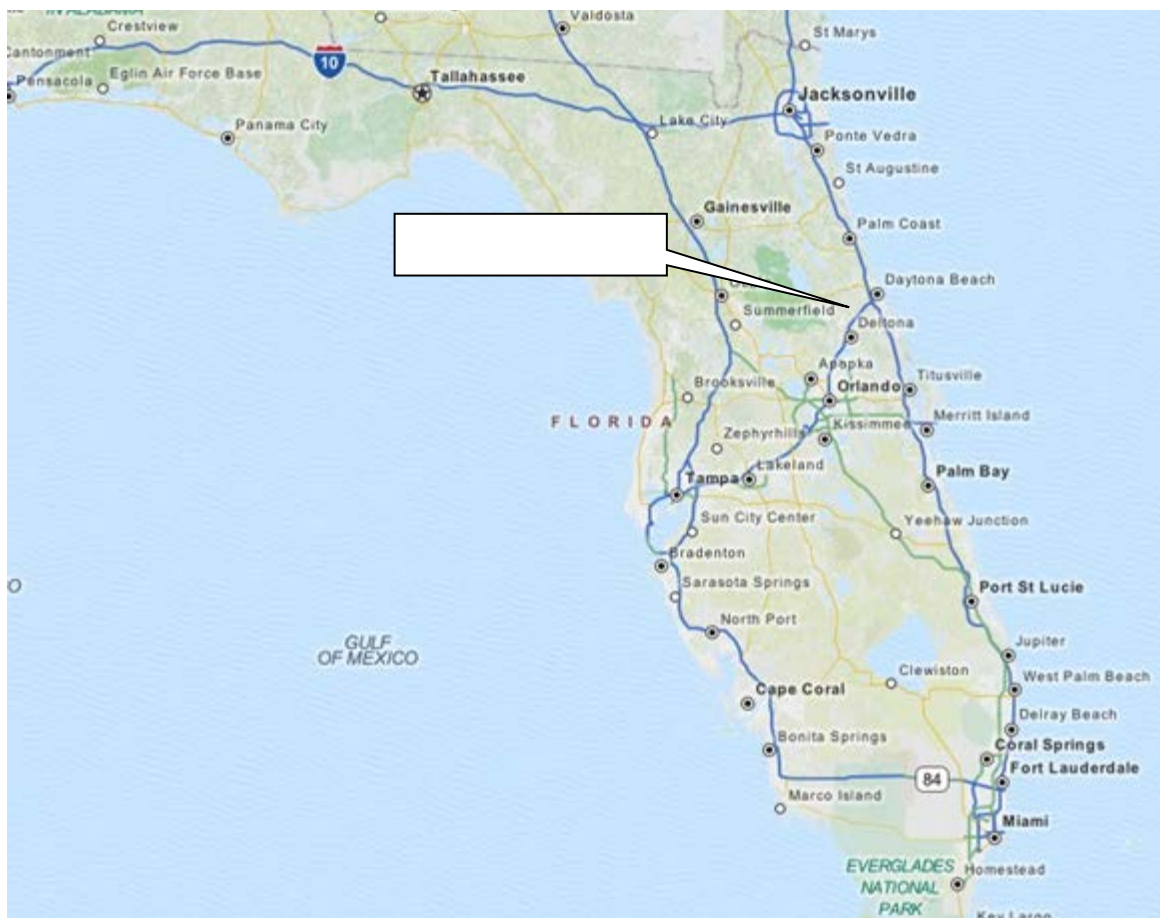 IN ALABAMA
Crestview
Valdosta
St Marys
Cantonment
10
Pensacola
Eglin Air Force Base
Tallahassee
Jacksonville
Panama City
Lake City
Ponte Vedra
St Augustine
Gainesville
Palm Coast
Daytona Beach
Summerfield
Deltona
Apopka
Brooksville
Orlando
Titusville
FLORIDA
Merritt Island
Kissimmee
Zephyrhills
Lakeland
Tampa
Palm Bay
Sun City Center
Yeehaw Junction
Bradenton
Sarasota Springs
Port St Lucie
North Port
GULF
OF MEXICO
Jupiter
Clewiston
West Palm Beach
Cape Coral
Delray Beach
Bonita Springs
Coral Springs
Fort Lauderdale
84
Marco Island
Miami
EVERGLADES
NATIONAL
PARK
Homestead
Key Largo